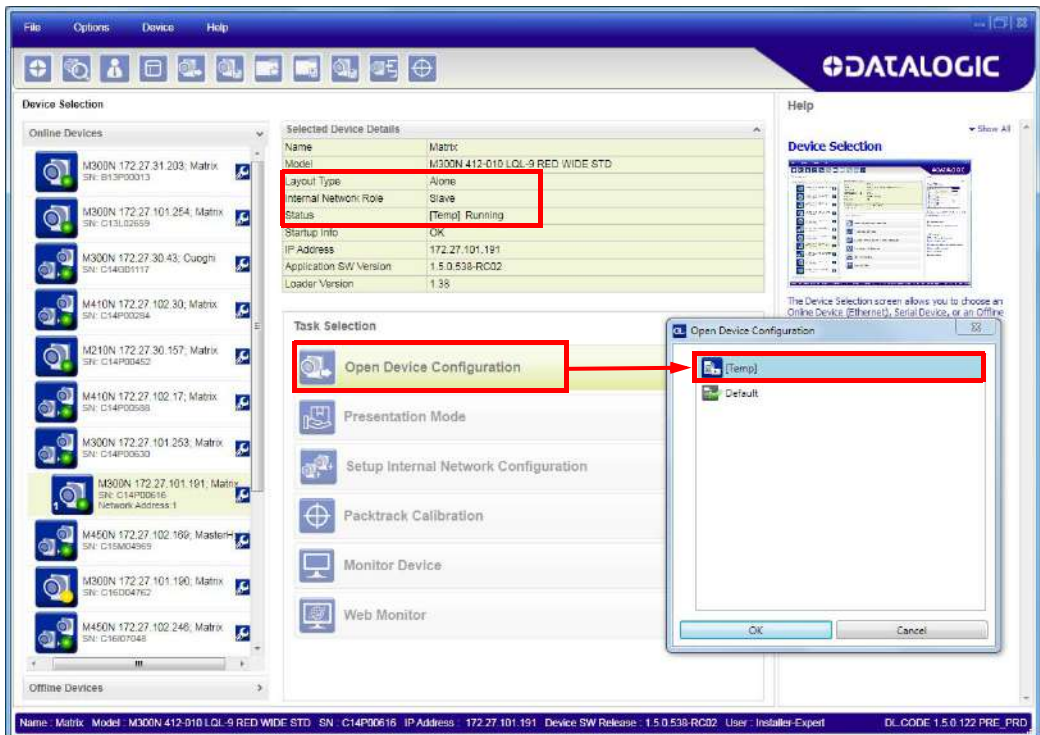 File Options Device Help
DATALOGIC
Device Selection
Online Devices
M300N 172.27.31.203; Matrix
SN: B13P00013
M300N 172.27.101.254; Matrix
SN: C13L02659
M300N 172.27.30.43; Cuoghi
SN: C14G01117
M410N 172.27.102.30; Matrix
SN: C14P00284
M210N 172.27.30.157; Matrix
SN: C14P00452
M410N 172.27.102.17; Matrix
SN: C14P00588
M300N 172.27.101.253; Matrix
SN: C14P00630
1
M300N 172.27.101.191; Matrix
SN: C14P00616
Network Address:1
M450N 172.27.102.169; MasterH
SN: C15M04969
M300N 172.27.101.190; Matrix
SN: C16D04762
M450N 172.27.102.246; Matrix
SN: C16I07048
Offline Devices
Selected Device Details
Name Matrix
Model M300N 412-010 LQL-9 RED WIDE STD
Layout Type Alone
Internal Network Role Slave
Status [Temp] Running
Startup Info OK
IP Address 172.27.101.191
Application SW Version 1.5.0.538-RC02
Loader Version 1.38
Task Selection
Open Device Configuration
Presentation Mode
Setup Internal Network Configuration
Packtrack Calibration
Monitor Device
Web Monitor
Help
Show All
Device Selection
The Device Selection screen allows you to choose an
Online Device (Ethernet), Serial Device, or an Offline
DL Open Device Configuration
[Temp]
Default
OK Cancel
Name : Matrix Model : M300N 412-010 LQL-9 RED WIDE STD SN : C14P00616 IP Address : 172.27.101.191 Device SW Release : 1.5.0.538-RC02 User : Installer-Expert DL.CODE 1.5.0.122 PRE_PRD